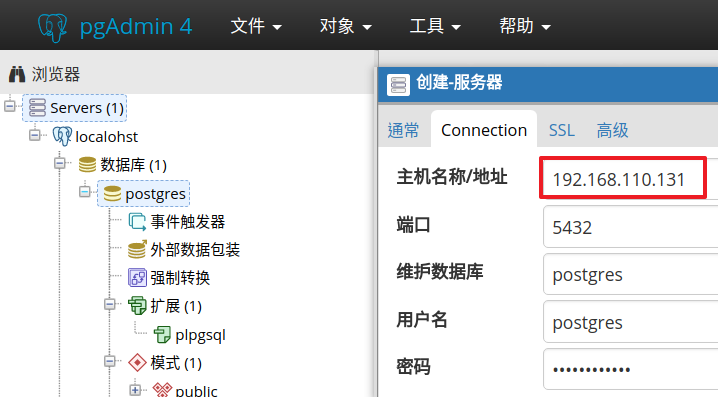 pgAdmin 4 文件 对象 工具 帮助
浏览器
Servers (1)
localohst
数据库 (1)
postgres
事件触发器
外部数据包装
强制转换
扩展 (1)
plpgsql
模式 (1)
public
创建-服务器
通常 Connection SSL 高级
主机名称/地址 192.168.110.131
端口 5432
维护数据库 postgres
用户名 postgres
密码 ••••••••••••